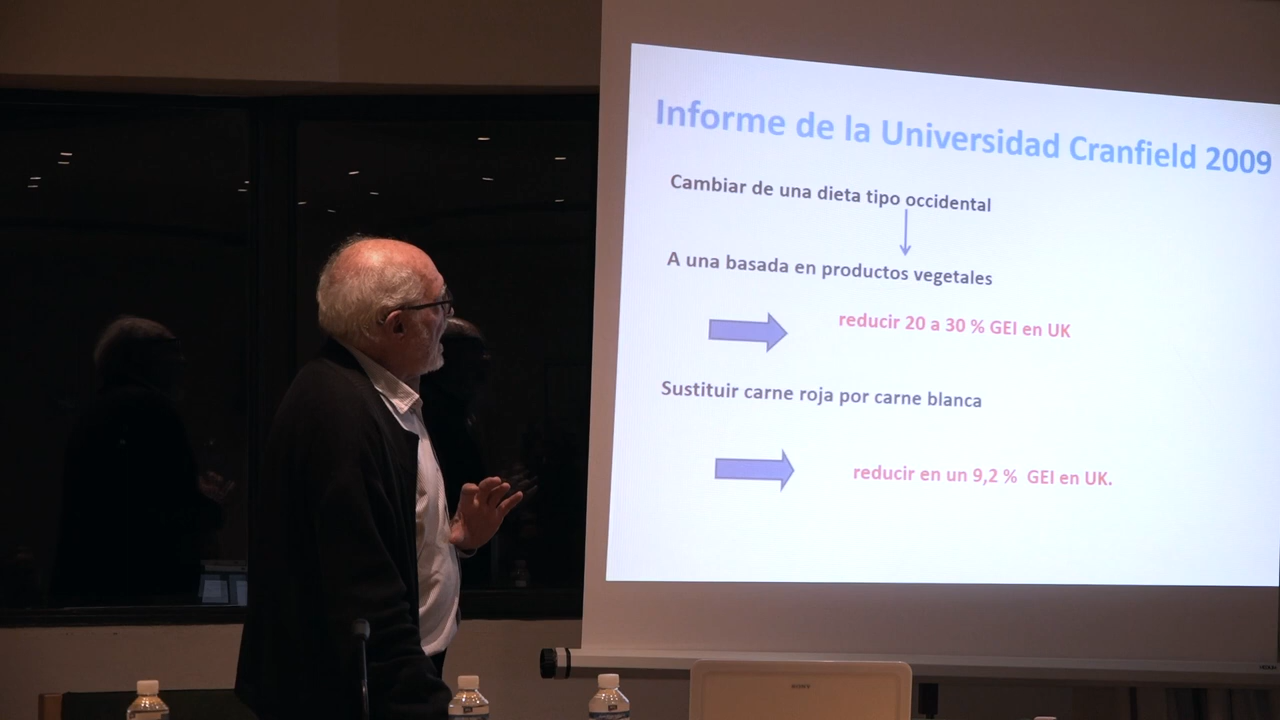 Informe de la Universidad Cranfield 2009
Cambiar de una dieta tipo occidental
A una basada en productos vegetales
reducir 20 a 30 % GEI en UK
Sustituir carne roja por carne blanca
reducir en un 9,2 % GEI en UK.
SONY